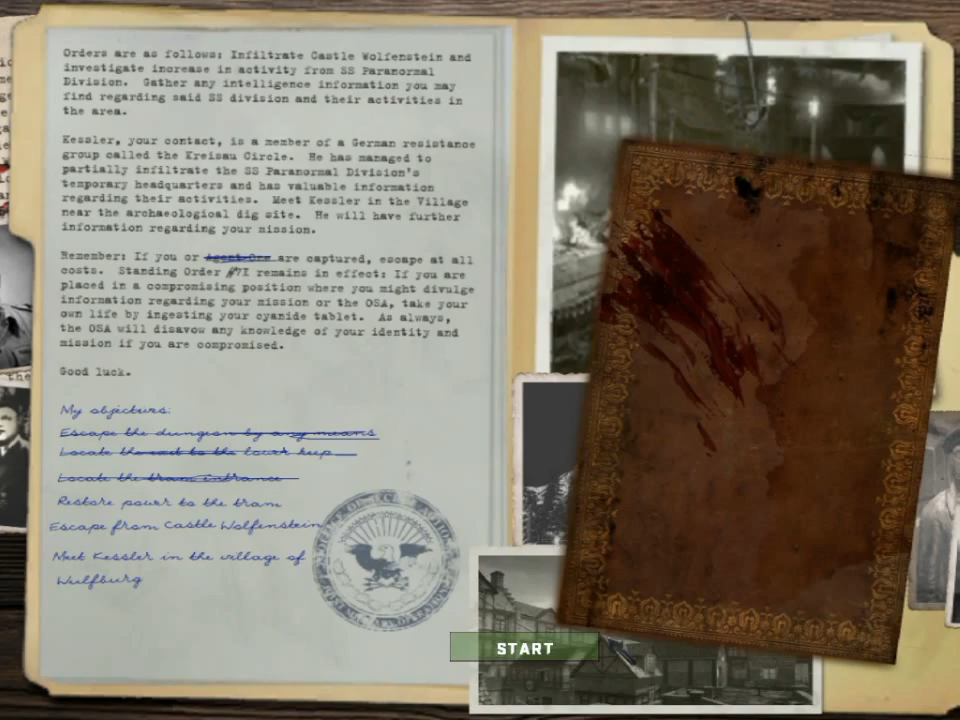 Orders are as follows: Infiltrate Castle Wolfenstein and
investigate increase in activity from SS Paranormal
Division. Gather any intelligence information you may
find regarding said SS division and their activities in
the area.
Kessler, your contact, is a member of a German resistance
group called the Kreisau Circle. He has managed to
partially infiltrate the SS Paranormal Division's
temporary headquarters and has valuable information
regarding their activities. Meet Kessler in the Village
near the archaeological dig site. He will have further
information regarding your mission.
Remember: If you or Agent One are captured, escape at all
costs. Standing Order #71 remains in effect: If you are
placed in a compromising position where you might divulge
information regarding your mission or the OSA, take your
own life by ingesting your cyanide tablet. As always,
the OSA will disavow any knowledge of your identity and
mission if you are compromised.
Good luck.
My objectives:
Escape the dungeon by any means
Locate the exit to the lower keep
Locate the tram entrance
Restore power to the tram
Escape from Castle Wolfenstein
Meet Kessler in the village of
Wulfburg
START